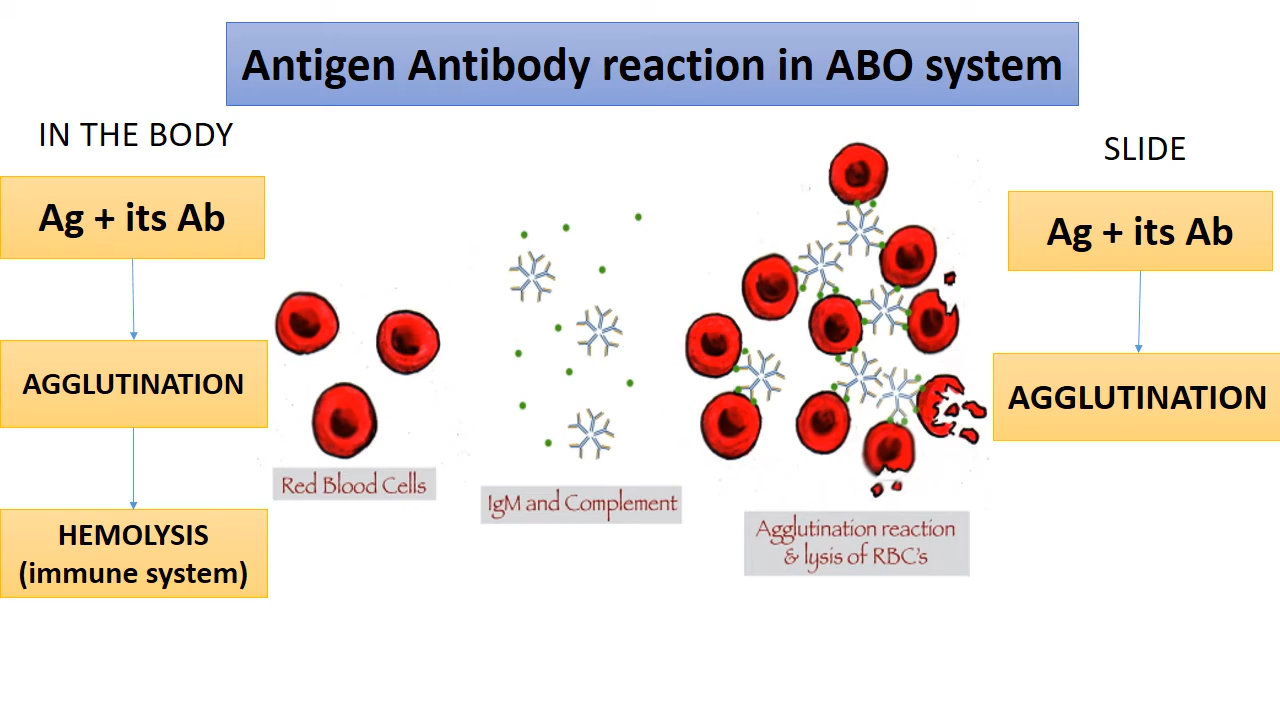 Antigen Antibody reaction in ABO system
IN THE BODY
Ag + its Ab
AGGLUTINATION
HEMOLYSIS
(immune system)
Red Blood Cells
IgM and Complement
Agglutination reaction
& lysis of RBC's
SLIDE
Ag + its Ab
AGGLUTINATION